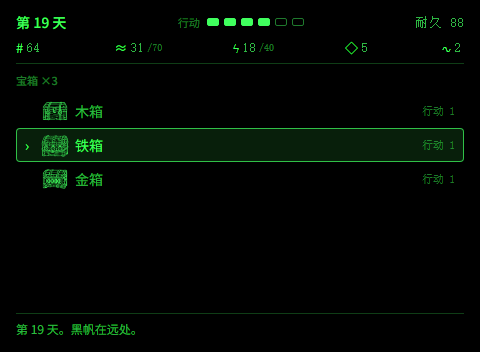 第 19 天 行动 耐久 88
# 64 ≈ 31 /70 ϟ 18 /40 ◇ 5 ∿ 2
宝箱 ×3
木箱 行动 1
› 铁箱 行动 1
金箱 行动 1
第 19 天。黑帆在远处。